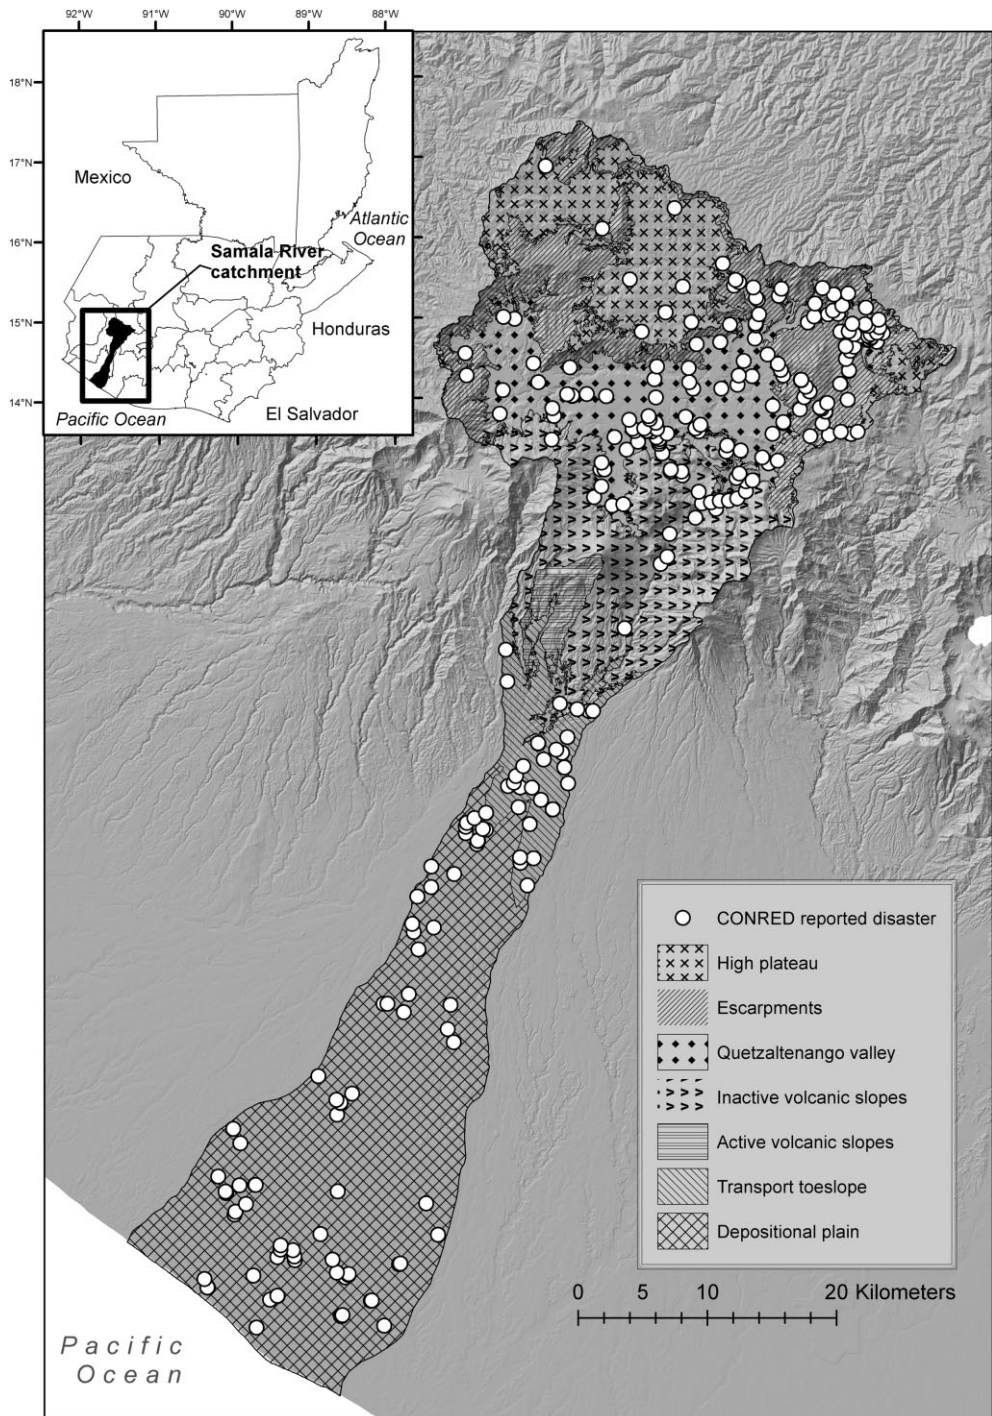 92°W 91°W 90°W 89°W 88°W
18°N
17°N
Mexico
Atlantic
Ocean
16°N
Samala River
catchment
15°N
Honduras
14°N
Pacific Ocean
El Salvador
CONRED reported disaster
High plateau
Escarpments
Quetzaltenango valley
Inactive volcanic slopes
Active volcanic slopes
Transport toeslope
Depositional plain
0 5 10 20 Kilometers
Pacific
Ocean